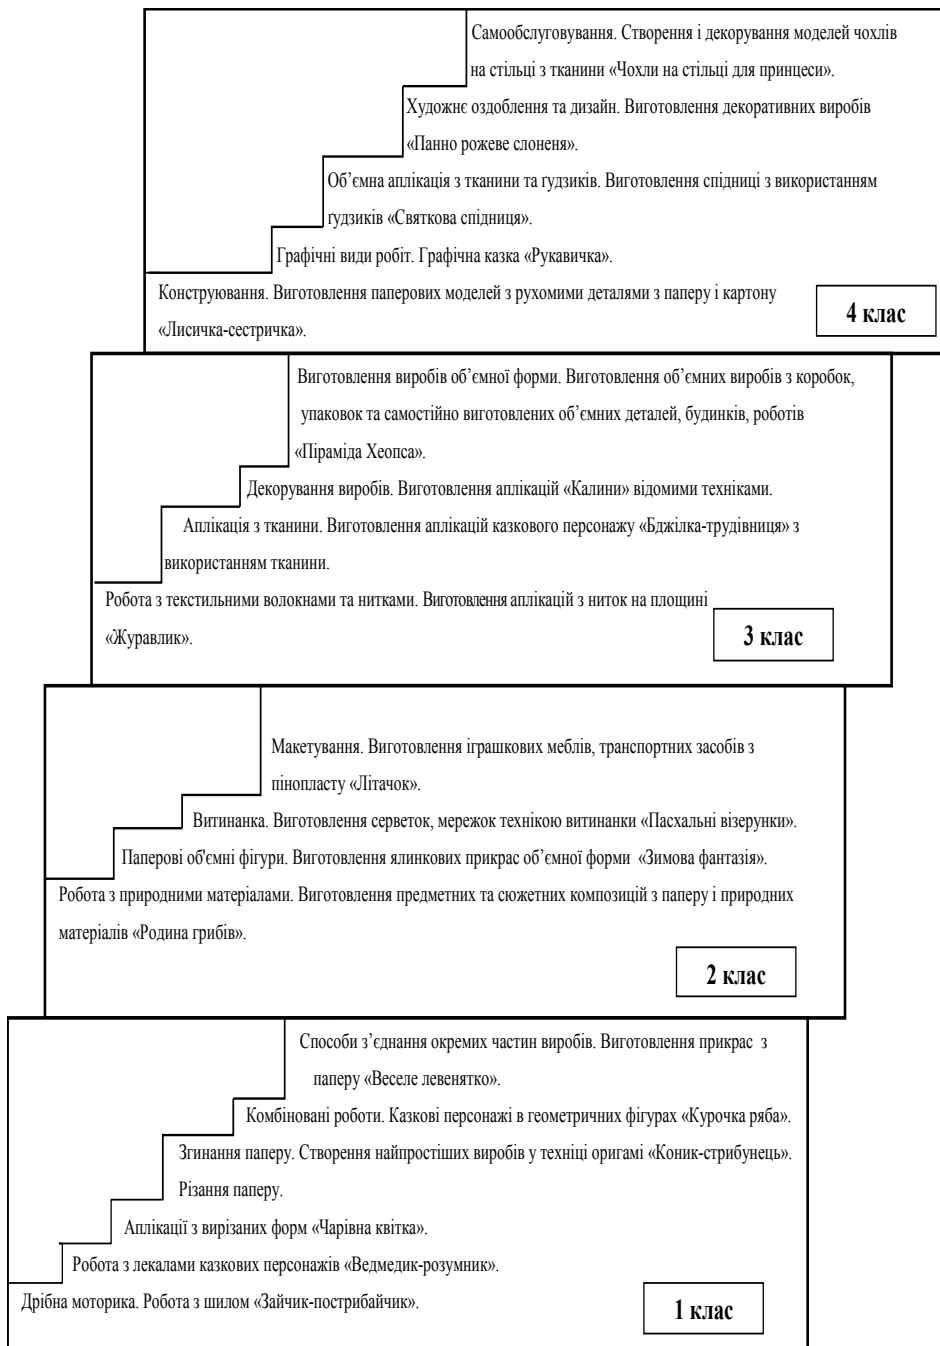 Самообслуговування. Створення і декорування моделей чохлів
на стільці з тканини «Чохли на стільці для принцеси».
Художнє оздоблення та дизайн. Виготовлення декоративних виробів
«Панно рожеве слоненя».
Об’ємна аплікація з тканини та ґудзиків. Виготовлення спідниці з використанням
ґудзиків «Святкова спідниця».
Графічні види робіт. Графічна казка «Рукавичка».
Конструювання. Виготовлення паперових моделей з рухомими деталями з паперу і картону
«Лисичка-сестричка».
4 клас
Виготовлення виробів об’ємної форми. Виготовлення об’ємних виробів з коробок,
упаковок та самостійно виготовлених об’ємних деталей, будинків, роботів
«Піраміда Хеопса».
Декорування виробів. Виготовлення аплікацій «Калини» відомими техніками.
Аплікація з тканини. Виготовлення аплікацій казкового персонажу «Бджілка-трудівниця» з
використанням тканини.
Робота з текстильними волокнами та нитками. Виготовлення аплікацій з ниток на площині
«Журавлик».
3 клас
Макетування. Виготовлення іграшкових меблів, транспортних засобів з
пінопласту «Літачок».
Витинанка. Виготовлення серветок, мережок технікою витинанки «Пасхальні візерунки».
Паперові об'ємні фігури. Виготовлення ялинкових прикрас об’ємної форми «Зимова фантазія».
Робота з природними матеріалами. Виготовлення предметних та сюжетних композицій з паперу і природних
матеріалів «Родина грибів».
2 клас
Способи з’єднання окремих частин виробів. Виготовлення прикрас з
паперу «Веселе левенятко».
Комбіновані роботи. Казкові персонажі в геометричних фігурах «Курочка ряба».
Згинання паперу. Створення найпростіших виробів у техніці оригамі «Коник-стрибунець».
Різання паперу.
Аплікації з вирізаних форм «Чарівна квітка».
Робота з лекалами казкових персонажів «Ведмедик-розумник».
Дрібна моторика. Робота з шилом «Зайчик-пострибайчик».
1 клас